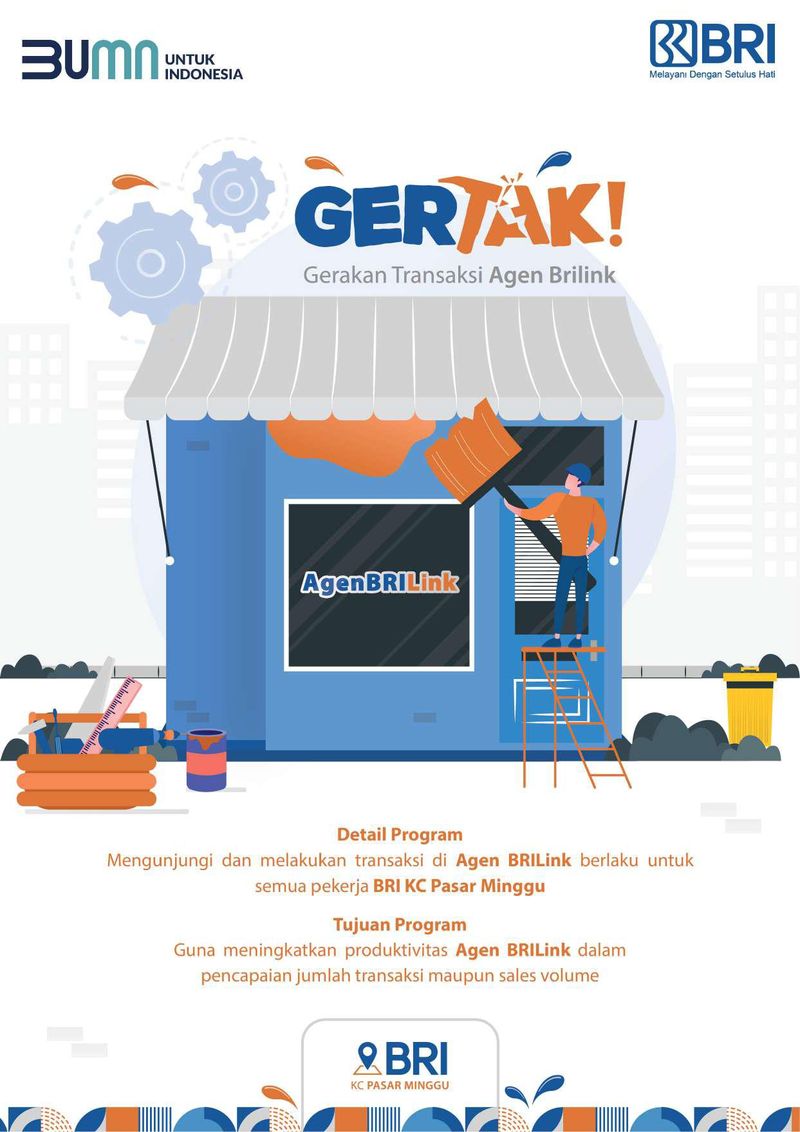 BUMN UNTUK
INDONESIA
BRI
Melayani Dengan Setulus Hati
GERTAK!
Gerakan Transaksi Agen Brilink
AgenBRILink
Detail Program
Mengunjungi dan melakukan transaksi di Agen BRILink berlaku untuk
semua pekerja BRI KC Pasar Minggu
Tujuan Program
Guna meningkatkan produktivitas Agen BRILink dalam
pencapaian jumlah transaksi maupun sales volume
BRI
KC PASAR MINGGU